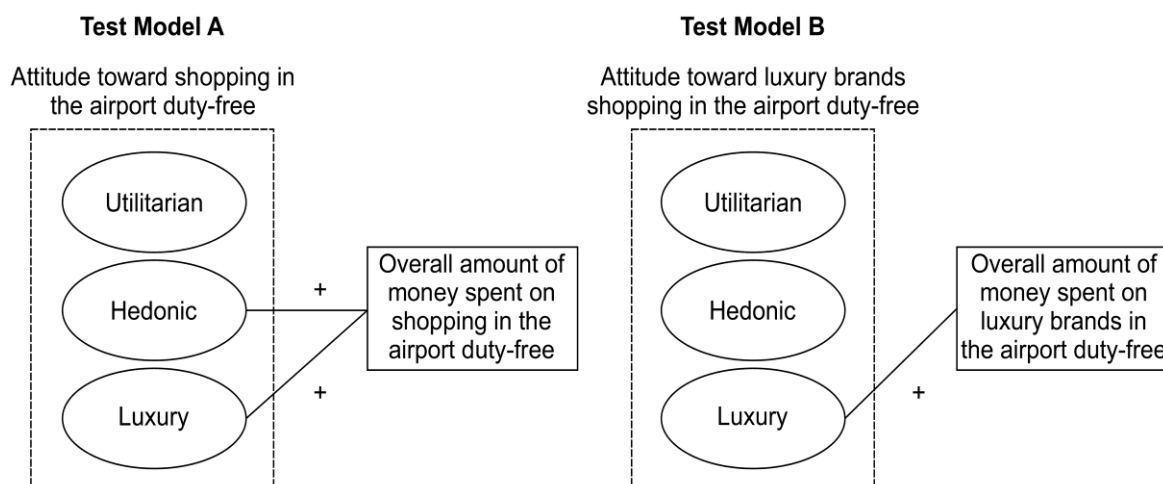 Test Model A
Attitude toward shopping in
the airport duty-free
Utilitarian
Hedonic
Luxury
+
+
Overall amount of
money spent on
shopping in the
airport duty-free
Test Model B
Attitude toward luxury brands
shopping in the airport duty-free
Utilitarian
Hedonic
Luxury
+
Overall amount of
money spent on
luxury brands in
the airport duty-free